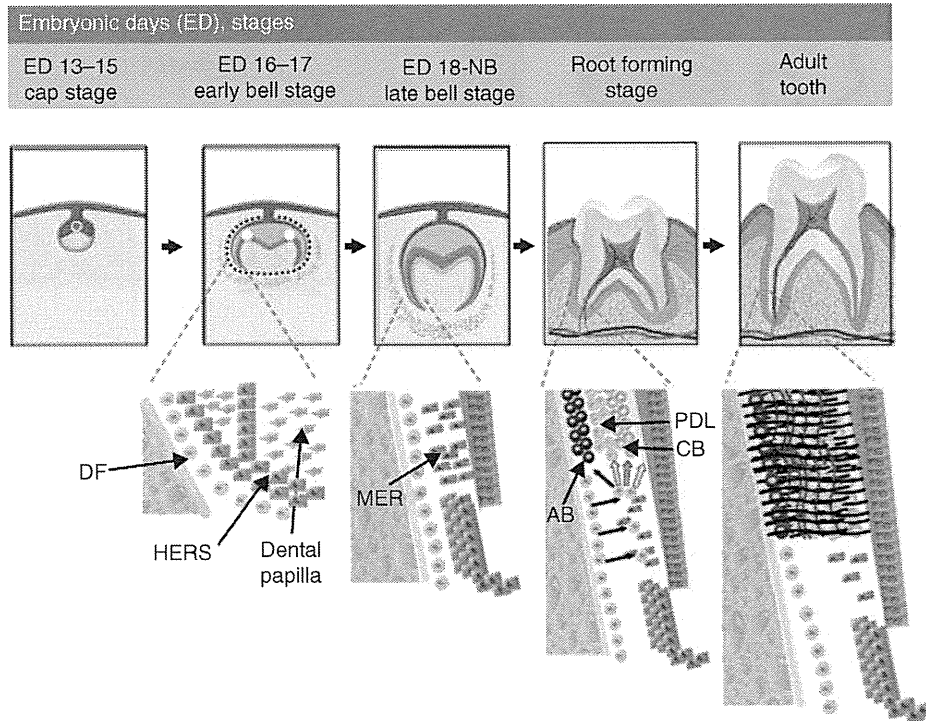 Embryonic days (ED), stages
ED 13–15
cap stage
ED 16–17
early bell stage
ED 18-NB
late bell stage
Root forming
stage
Adult
tooth
DF
HERS
Dental
papilla
MER
PDL
CB
AB